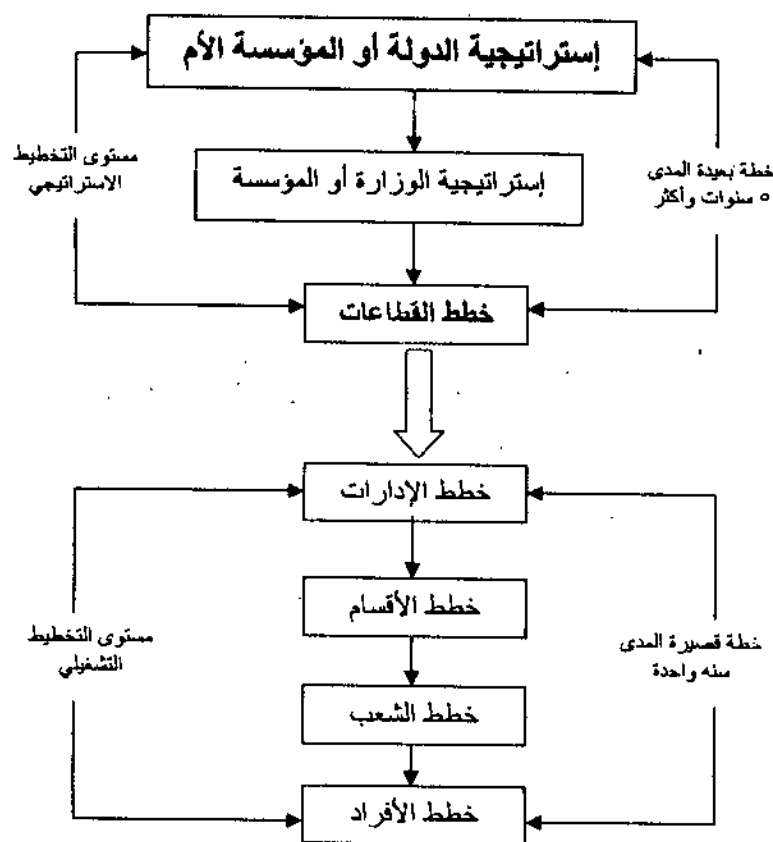 إستراتيجية الدولة أو المؤسسة الأم
مستوى التخطيط
الاستراتيجي
خطة بعيدة المدى
٥ سنوات وأكثر
إستراتيجية الوزارة أو المؤسسة
خطط القطاعات
خطط الإدارات
خطط الأقسام
مستوى التخطيط
التشغيلي
خطة قصيرة المدى
سنه واحدة
خطط الشعب
خطط الأفراد